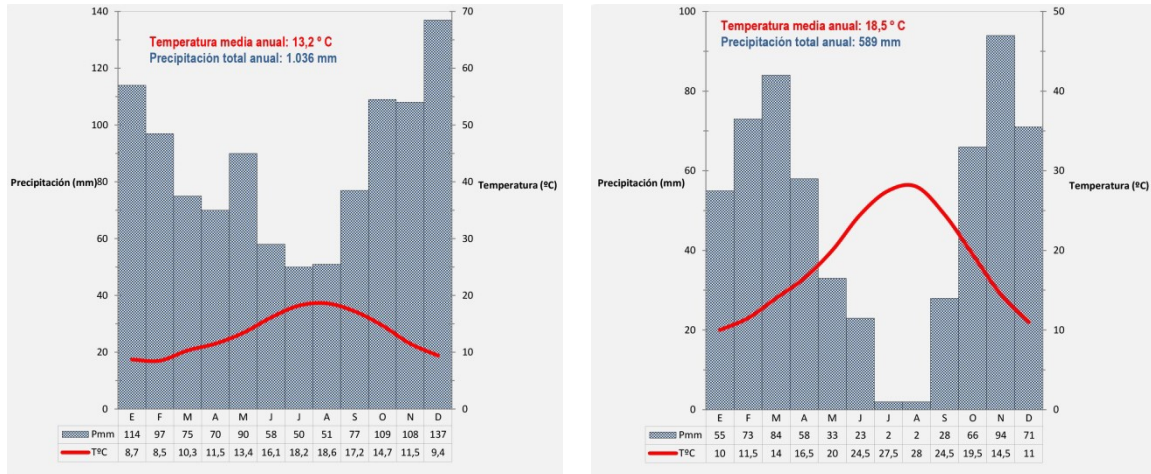 140
120
100
80
60
40
20
0
Precipitación (mm)
Temperatura media anual: 13,2 º C
Precipitación total anual: 1.036 mm
70
60
50
40
30
20
10
0
Temperatura (ºC)
E F M A M J J A S O N D
Pmm 114 97 75 70 90 58 50 51 77 109 108 137
TºC 8,7 8,5 10,3 11,5 13,4 16,1 18,2 18,6 17,2 14,7 11,5 9,4
100
80
60
40
20
0
Precipitación (mm)
Temperatura media anual: 18,5 º C
Precipitación total anual: 589 mm
50
40
30
20
10
0
Temperatura (ºC)
E F M A M J J A S O N D
Pmm 55 73 84 58 33 23 2 2 28 66 94 71
TºC 10 11,5 14 16,5 20 24,5 27,5 28 24,5 19,5 14,5 11